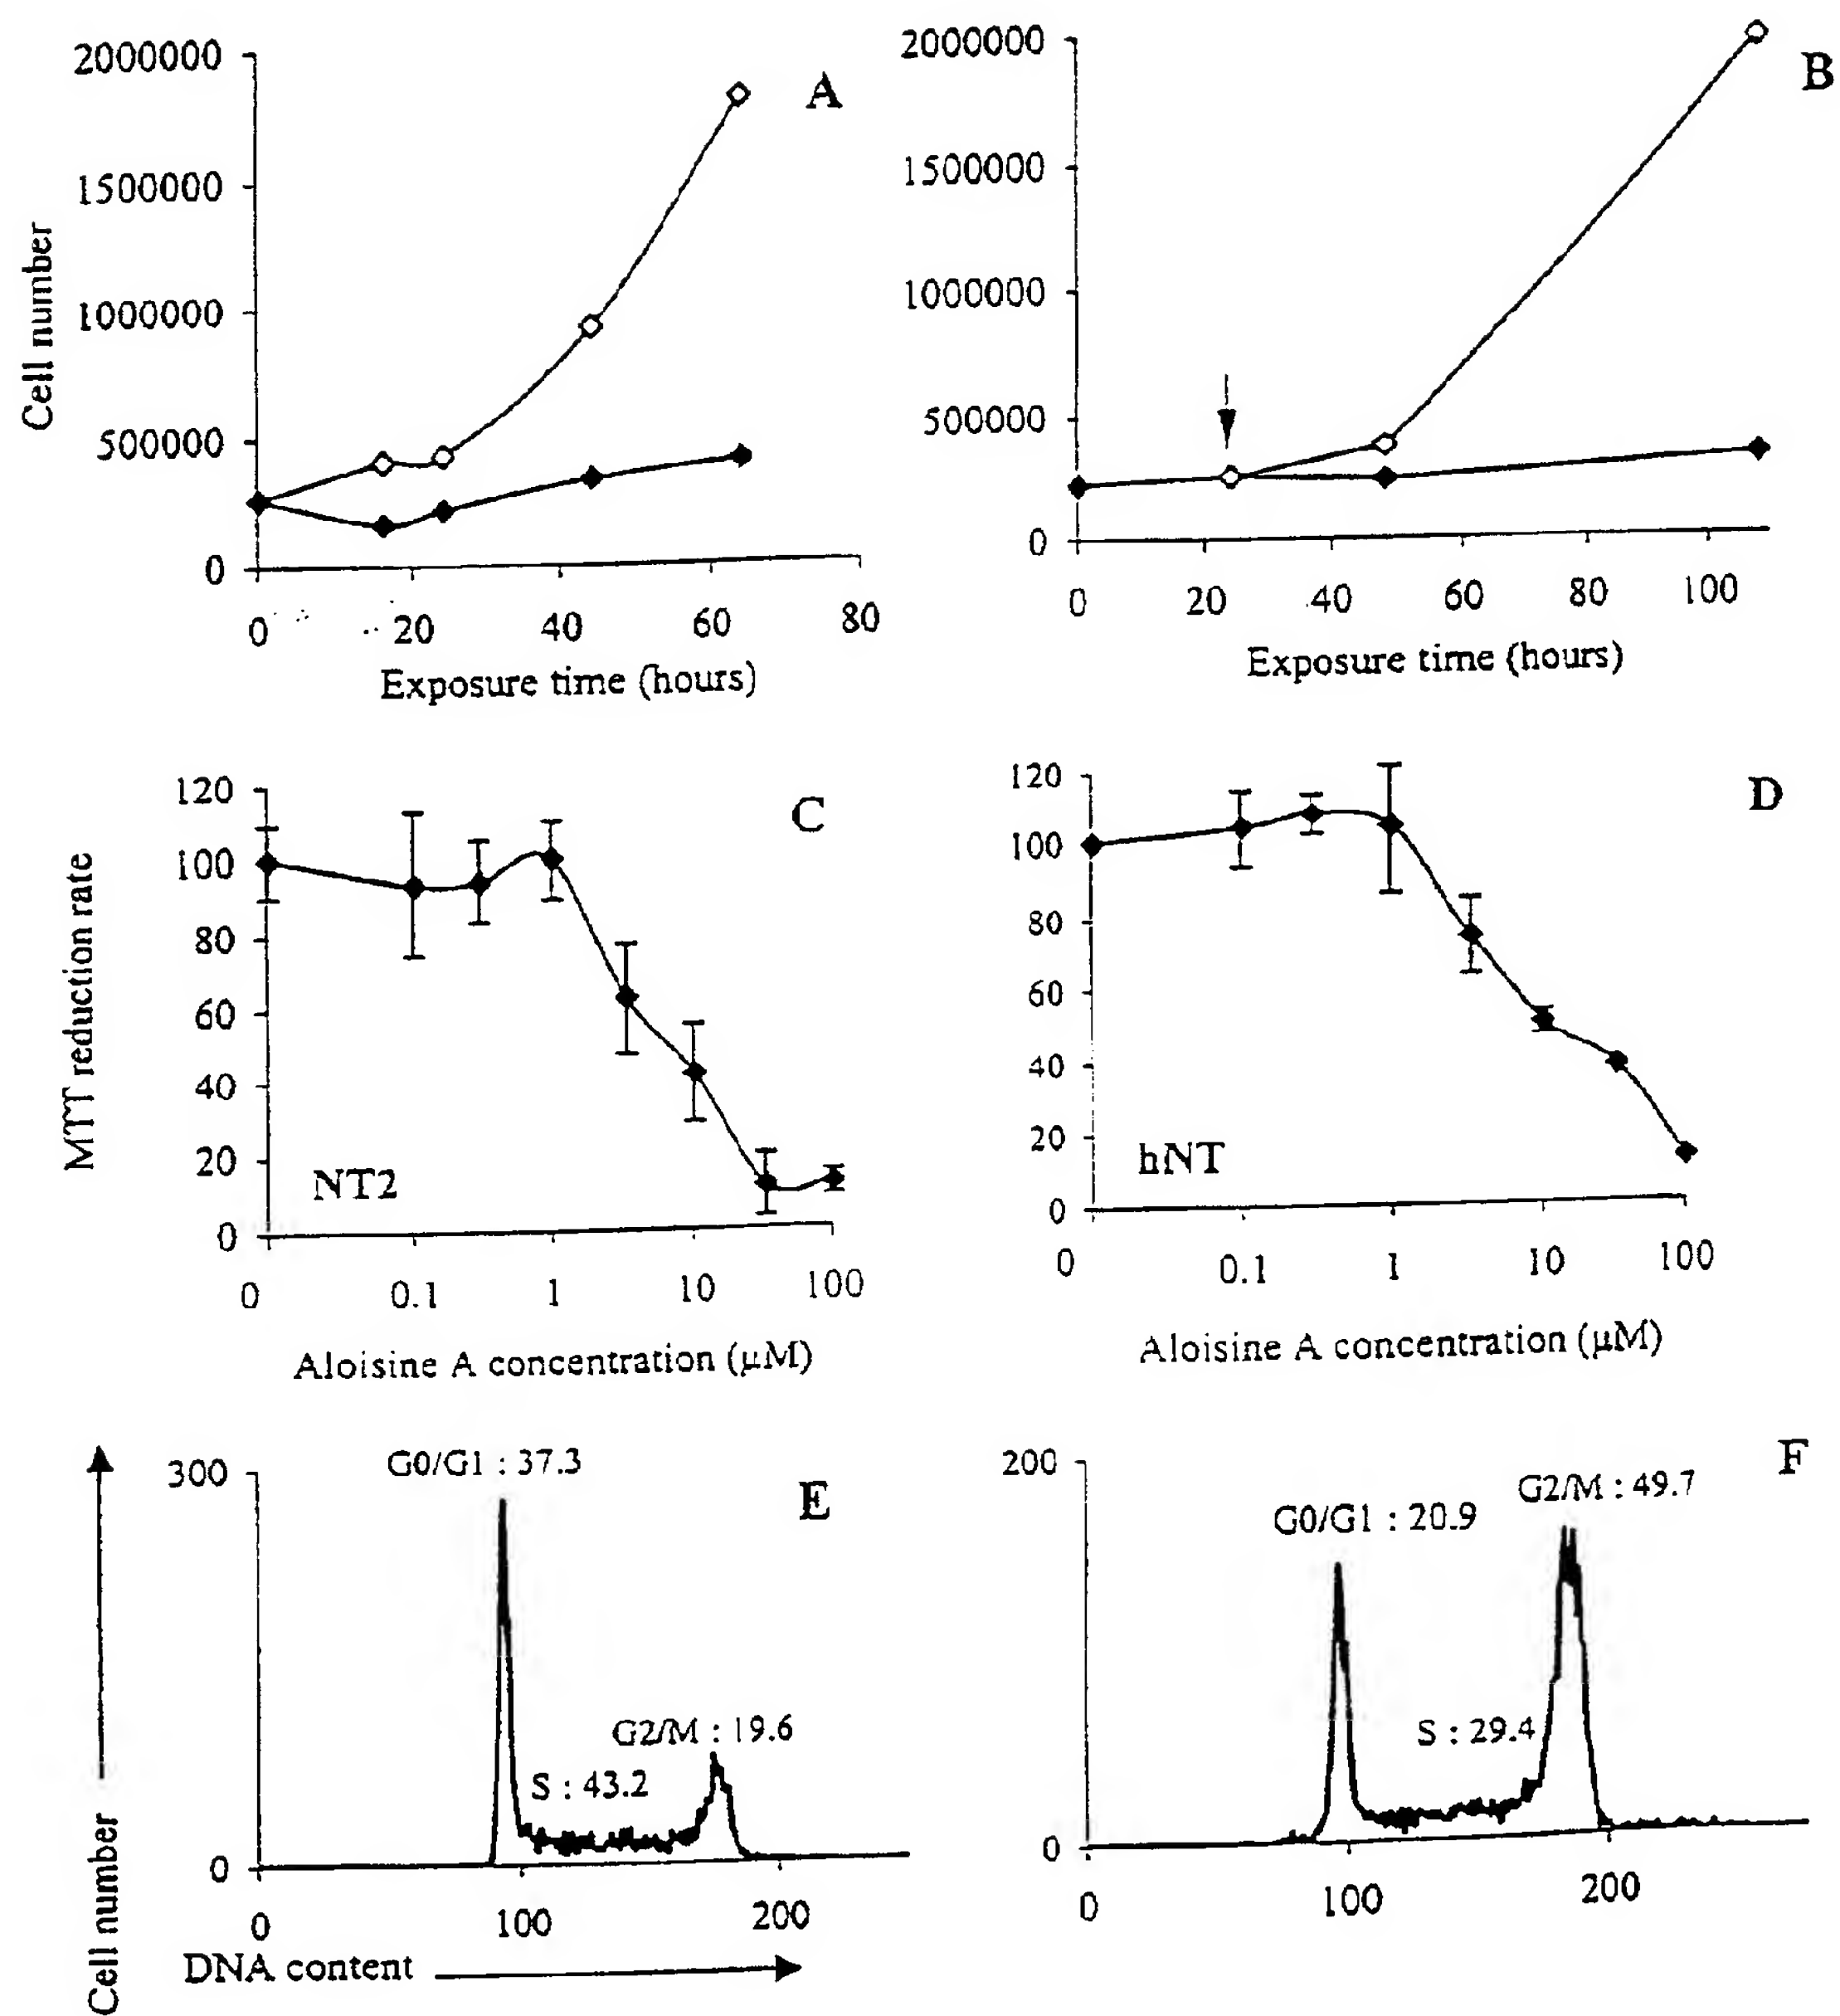 A
2000000
1500000
1000000
500000
0
Cell number
0 20 40 60 80
Exposure time (hours)
B
2000000
1500000
1000000
500000
0
0 20 40 60 80 100
Exposure time (hours)
C
120
100
80
60
40
20
0
MTT reduction rate
NT2
0 0.1 1 10 100
Aloisine A concentration (µM)
D
120
100
80
60
40
20
0
hNT
0 0.1 1 10 100
Aloisine A concentration (µM)
E
300
0
G0/G1 : 37.3
G2/M : 19.6
S : 43.2
0 100 200
Cell number
DNA content
F
200
0
G0/G1 : 20.9
G2/M : 49.7
S : 29.4
0 100 200